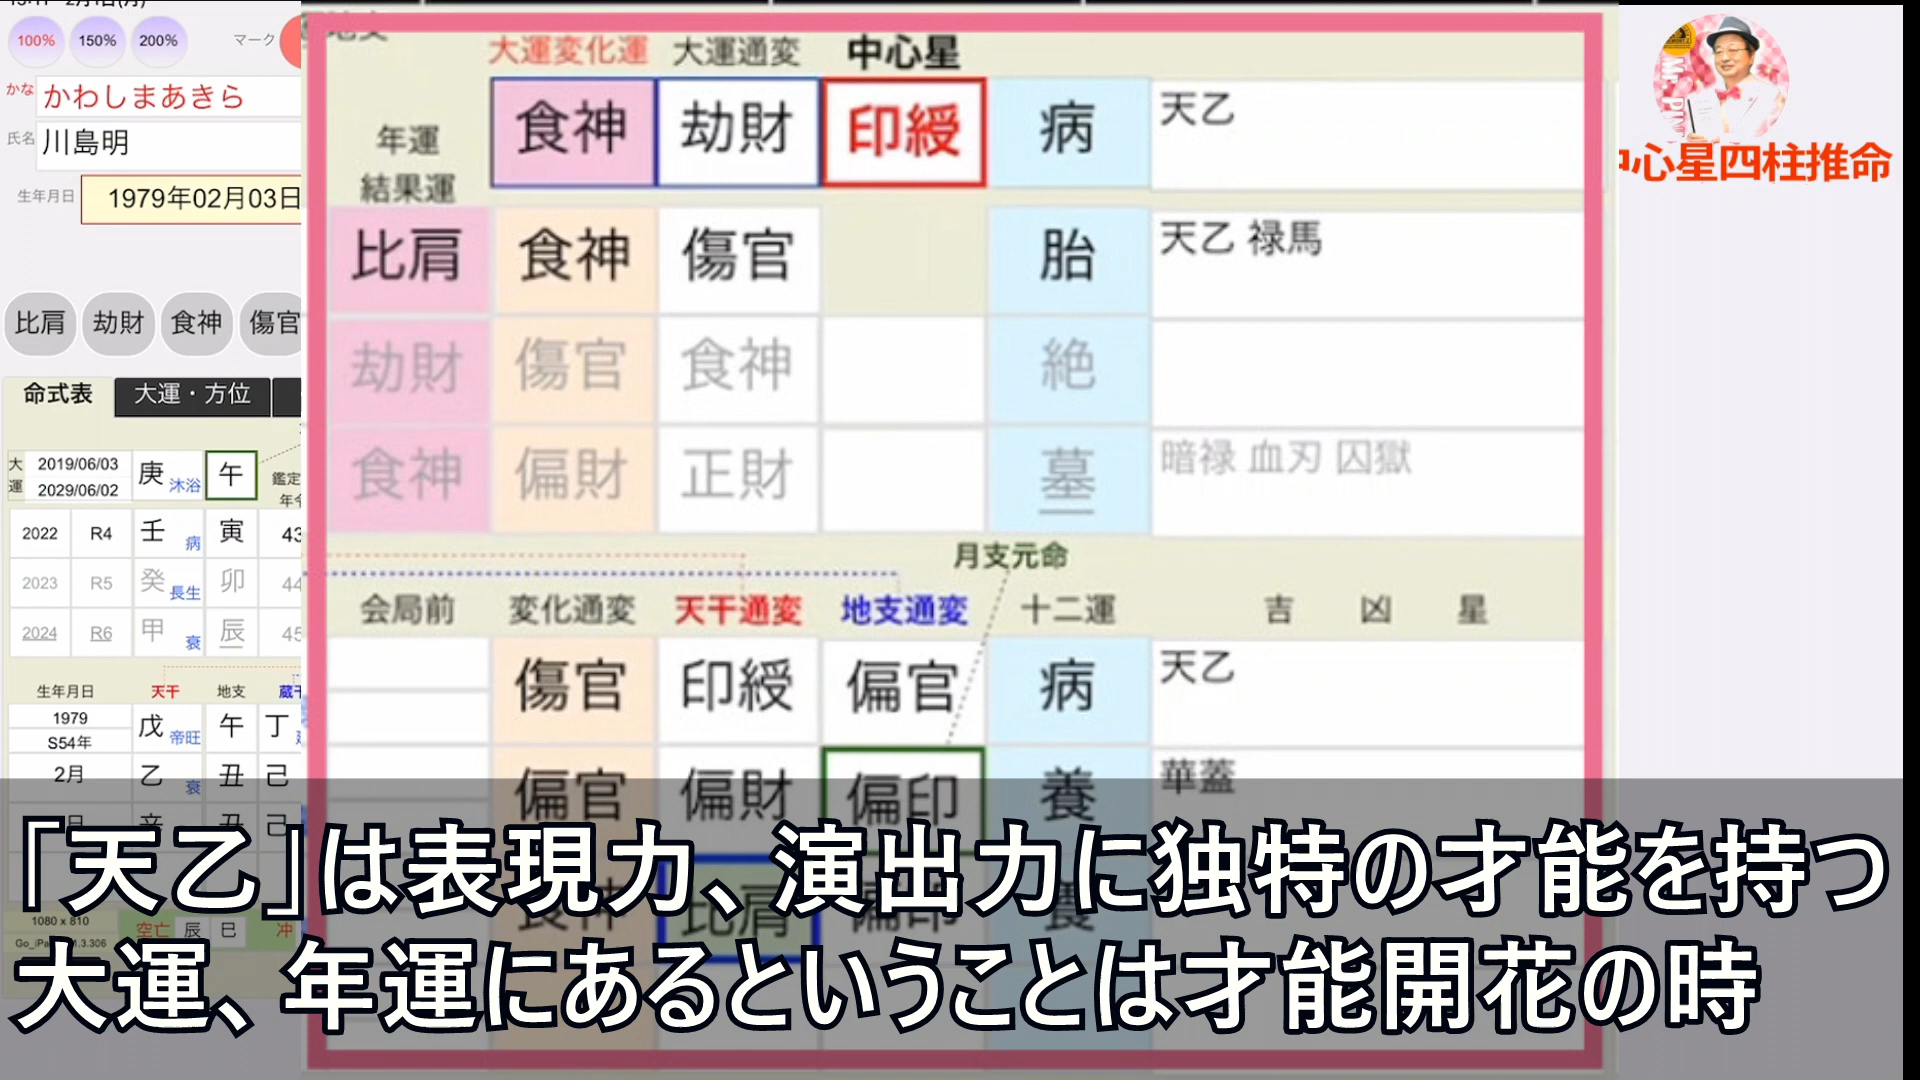 100% 150% 200% マーク
かな かわしまあきら
氏名 川島明
生年月日 1979年02月03日
比肩 劫財 食神 傷官
命式表 大運・方位
大運 2019/06/03 2029/06/02 庚 沐浴 午 鑑定
2022 R4 壬 病 寅 43
2023 R5 癸 長生 卯 44
2024 R6 甲 衰 辰 45
生年月日 天干 地支
1979 S54年 戊 帝旺 午 丁
2月 乙 衰 丑 己
1080 x 810
空亡 辰 巳 冲
大運変化運 大運通変 中心星
年運 食神 劫財 印綬 病 天乙
結果運
比肩 食神 傷官 胎 天乙 禄馬
劫財 傷官 食神 絶
食神 偏財 正財 墓 暗禄 血刃 囚獄
月支元命
会局前 変化通変 天干通変 地支通変 十二運 吉 凶 星
傷官 印綬 偏官 病 天乙
偏官 偏財 偏印 養 華蓋
食神 比肩 偏印 養
Mr.
心星四柱推命
「天乙」は表現力、演出力に独特の才能を持つ
大運、年運にあるということは才能開花の時